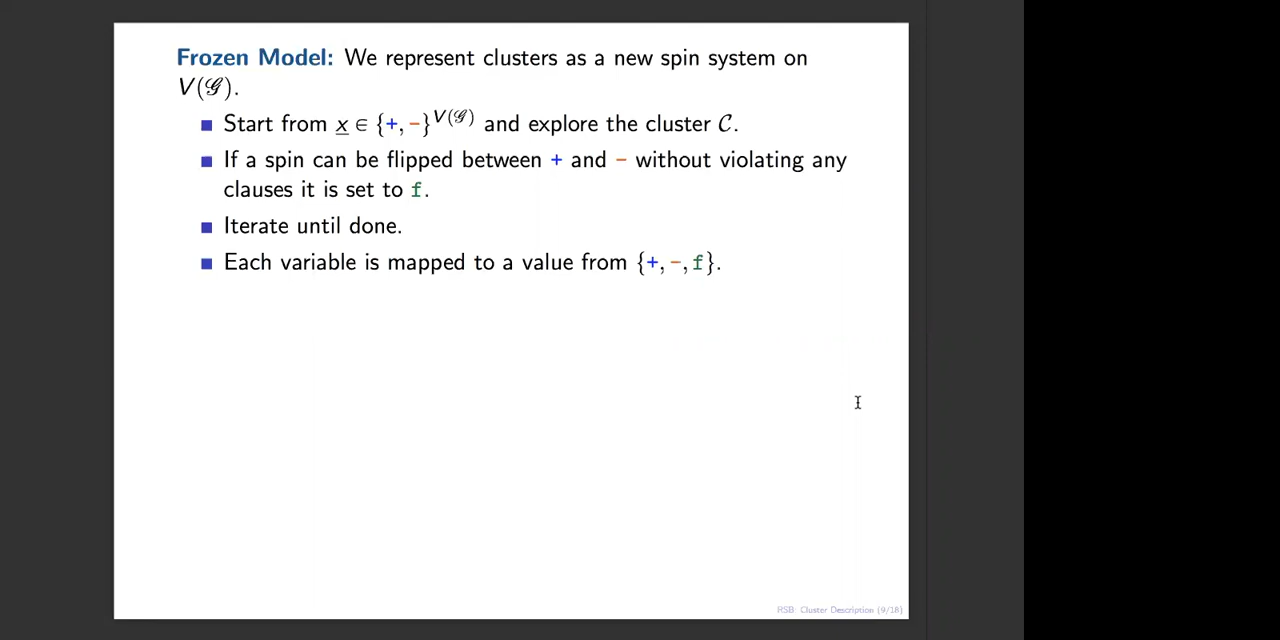 Frozen Model: We represent clusters as a new spin system on
V(𝒢).
Start from x ∈ {+, −}^V(𝒢) and explore the cluster 𝒞.
If a spin can be flipped between + and − without violating any
clauses it is set to f.
Iterate until done.
Each variable is mapped to a value from {+, −, f}.
RSB: Cluster Description (9/18)